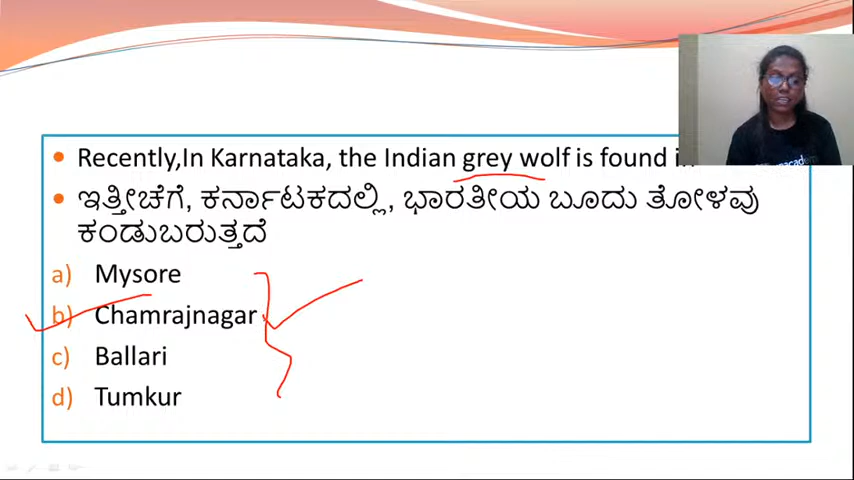 Recently,In Karnataka, the Indian grey wolf is found in
ಇತ್ತೀಚೆಗೆ, ಕರ್ನಾಟಕದಲ್ಲಿ, ಭಾರತೀಯ ಬೂದು ತೋಳವು
ಕಂಡುಬರುತ್ತದೆ
a) Mysore
b) Chamrajnagar
c) Ballari
d) Tumkur